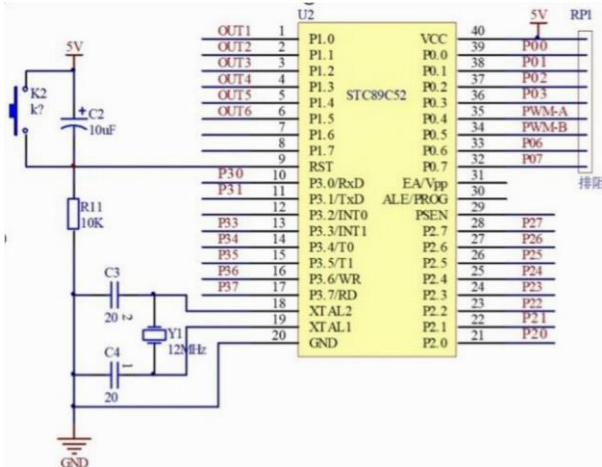 U2
STC89C52
5V
RP1
排阻
OUT1 1 P1.0
OUT2 2 P1.1
OUT3 3 P1.2
OUT4 4 P1.3
OUT5 5 P1.4
OUT6 6 P1.5
7 P1.6
8 P1.7
9 RST
P30 10 P3.0/RxD
P31 11 P3.1/TxD
12 P3.2/INT0
P33 13 P3.3/INT1
P34 14 P3.4/T0
P35 15 P3.5/T1
P36 16 P3.6/WR
P37 17 P3.7/RD
18 XTAL2
19 XTAL1
20 GND
VCC 40
P0.0 39 P00
P0.1 38 P01
P0.2 37 P02
P0.3 36 P03
P0.4 35 PWM-A
P0.5 34 PWM-B
P0.6 33 P06
P0.7 32 P07
EA/Vpp 31
ALE/PROG 30
PSEN 29
P2.7 28 P27
P2.6 27 P26
P2.5 26 P25
P2.4 25 P24
P2.3 24 P23
P2.2 23 P22
P2.1 22 P21
P2.0 21 P20
5V
K2
k?
C2
10uF
R11
10K
C3
20
2
Y1
12MHz
C4
1
20
GND